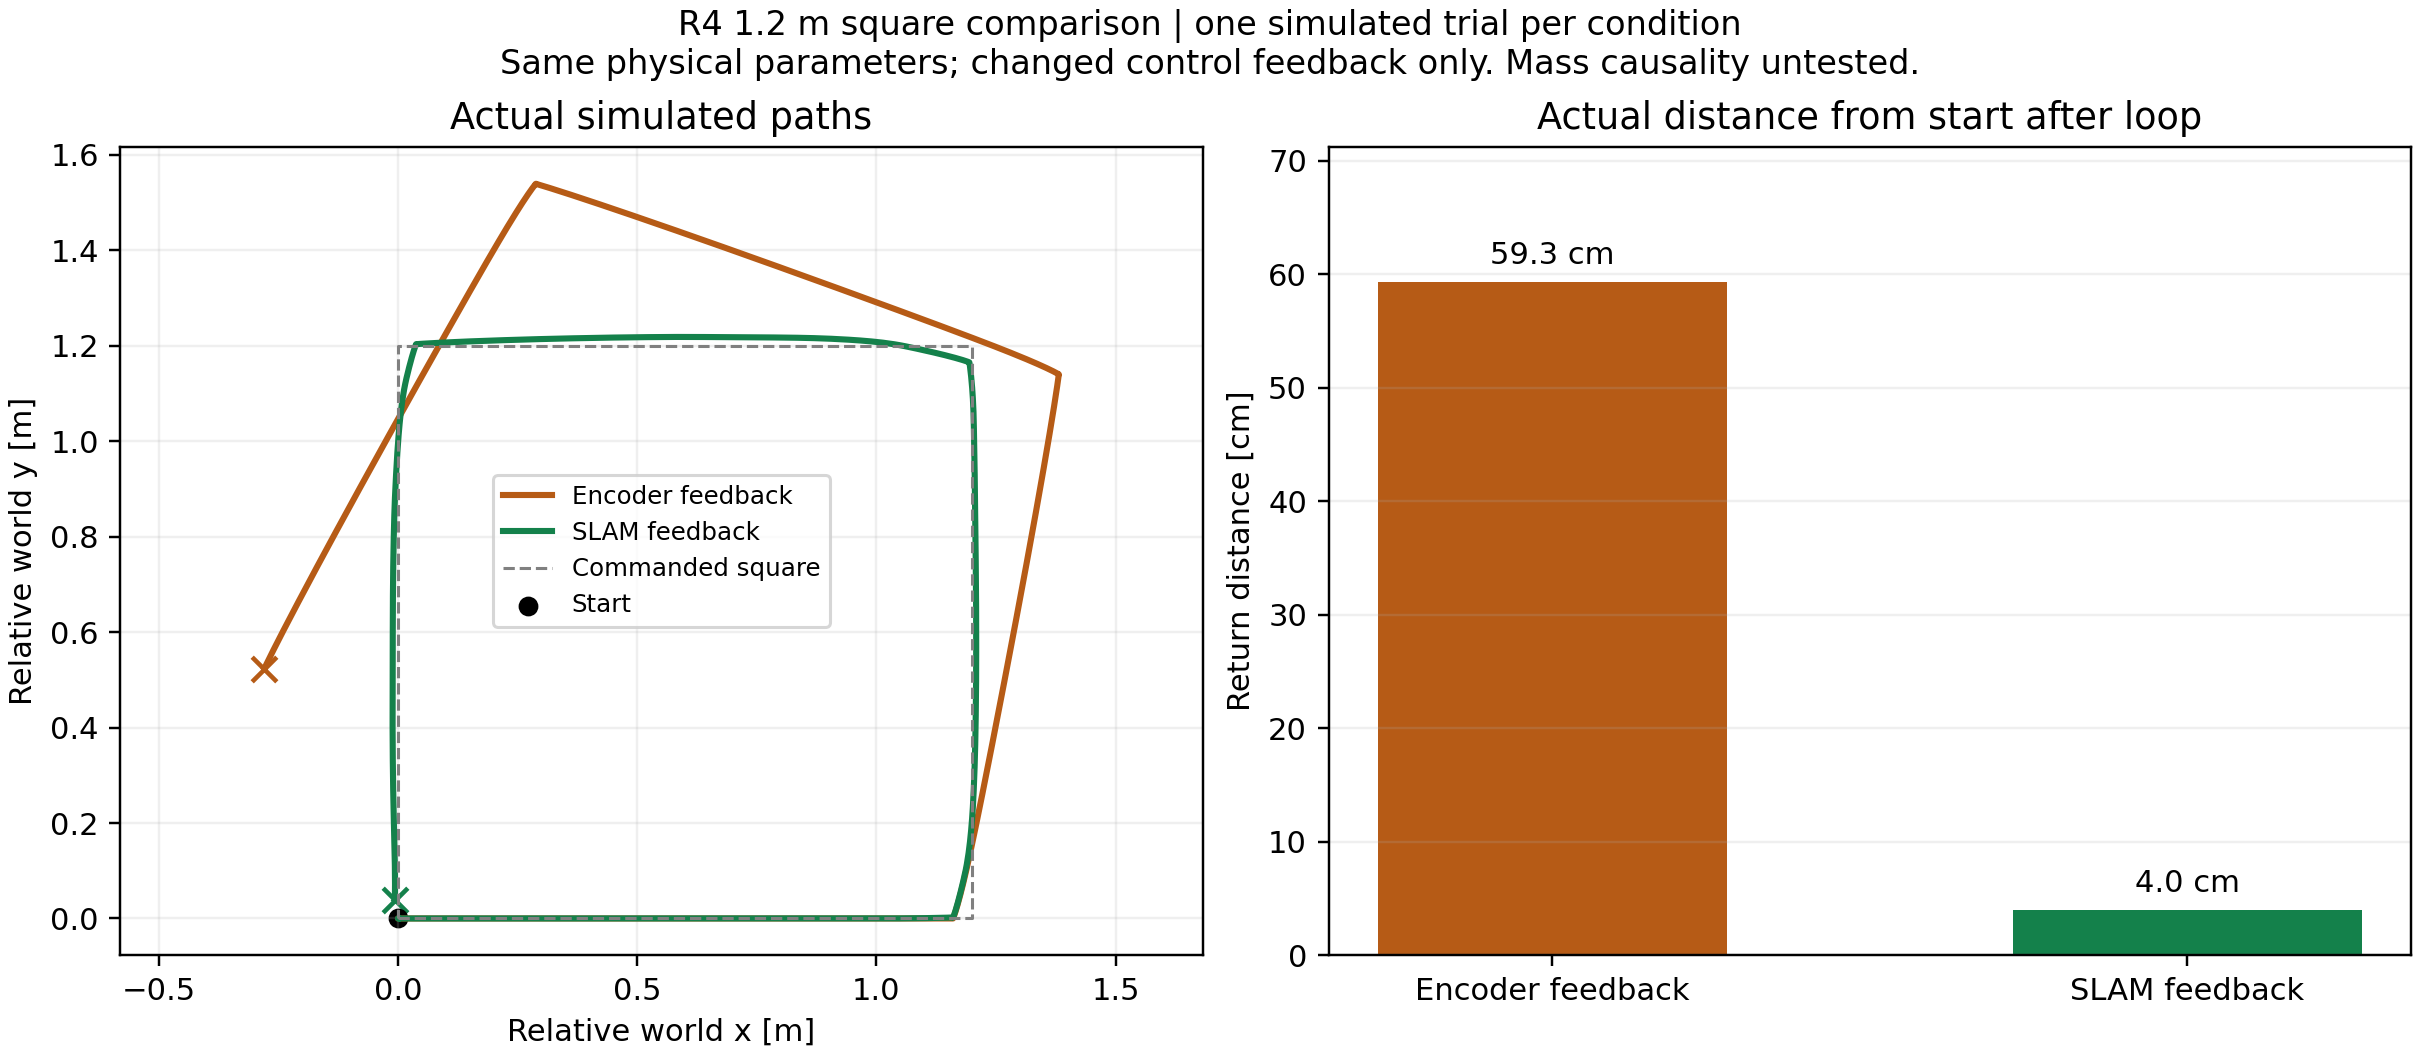 R4 1.2 m square comparison | one simulated trial per condition
Same physical parameters; changed control feedback only. Mass causality untested.
Actual simulated paths
Relative world y [m]
1.6
1.4
1.2
1.0
0.8
0.6
0.4
0.2
0.0
Encoder feedback
SLAM feedback
Commanded square
Start
−0.5
0.0
0.5
1.0
1.5
Relative world x [m]
Actual distance from start after loop
Return distance [cm]
70
60
50
40
30
20
10
0
59.3 cm
4.0 cm
Encoder feedback
SLAM feedback